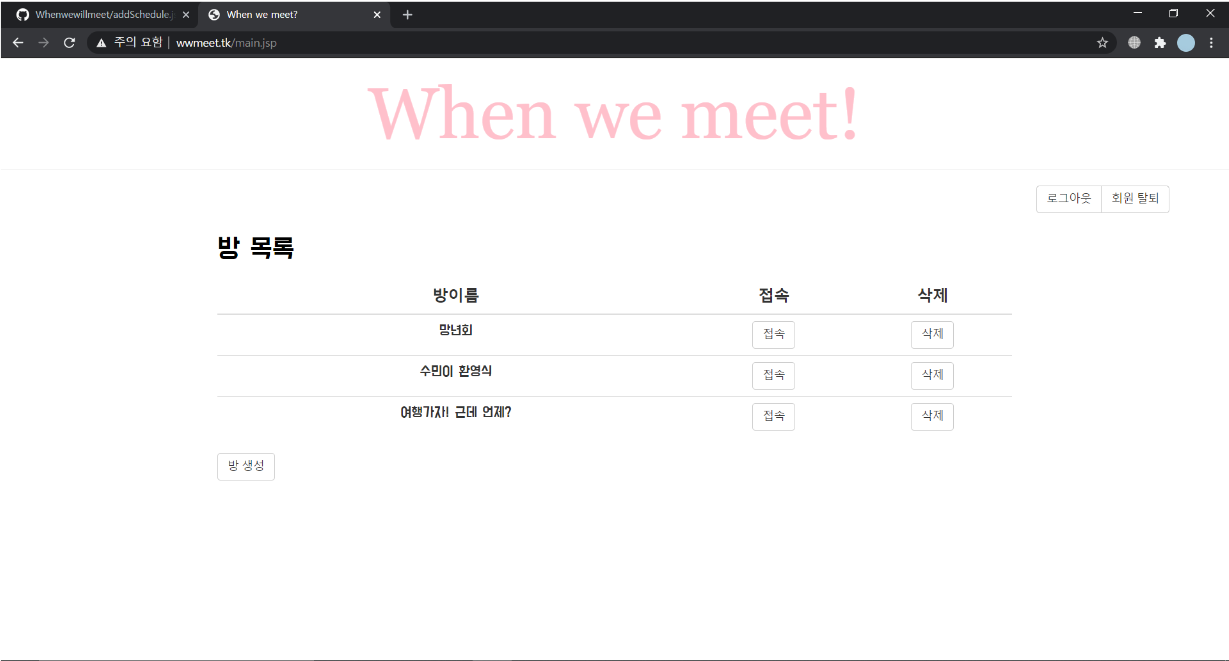 Whenwewillmeet/addSchedule.j
When we meet?
주의 요함 | wwmeet.tk/main.jsp
When we meet!
로그아웃 회원 탈퇴
방 목록
방이름 접속 삭제
망년회 접속 삭제
수민이 환영식 접속 삭제
여행가자! 근데 언제? 접속 삭제
방 생성